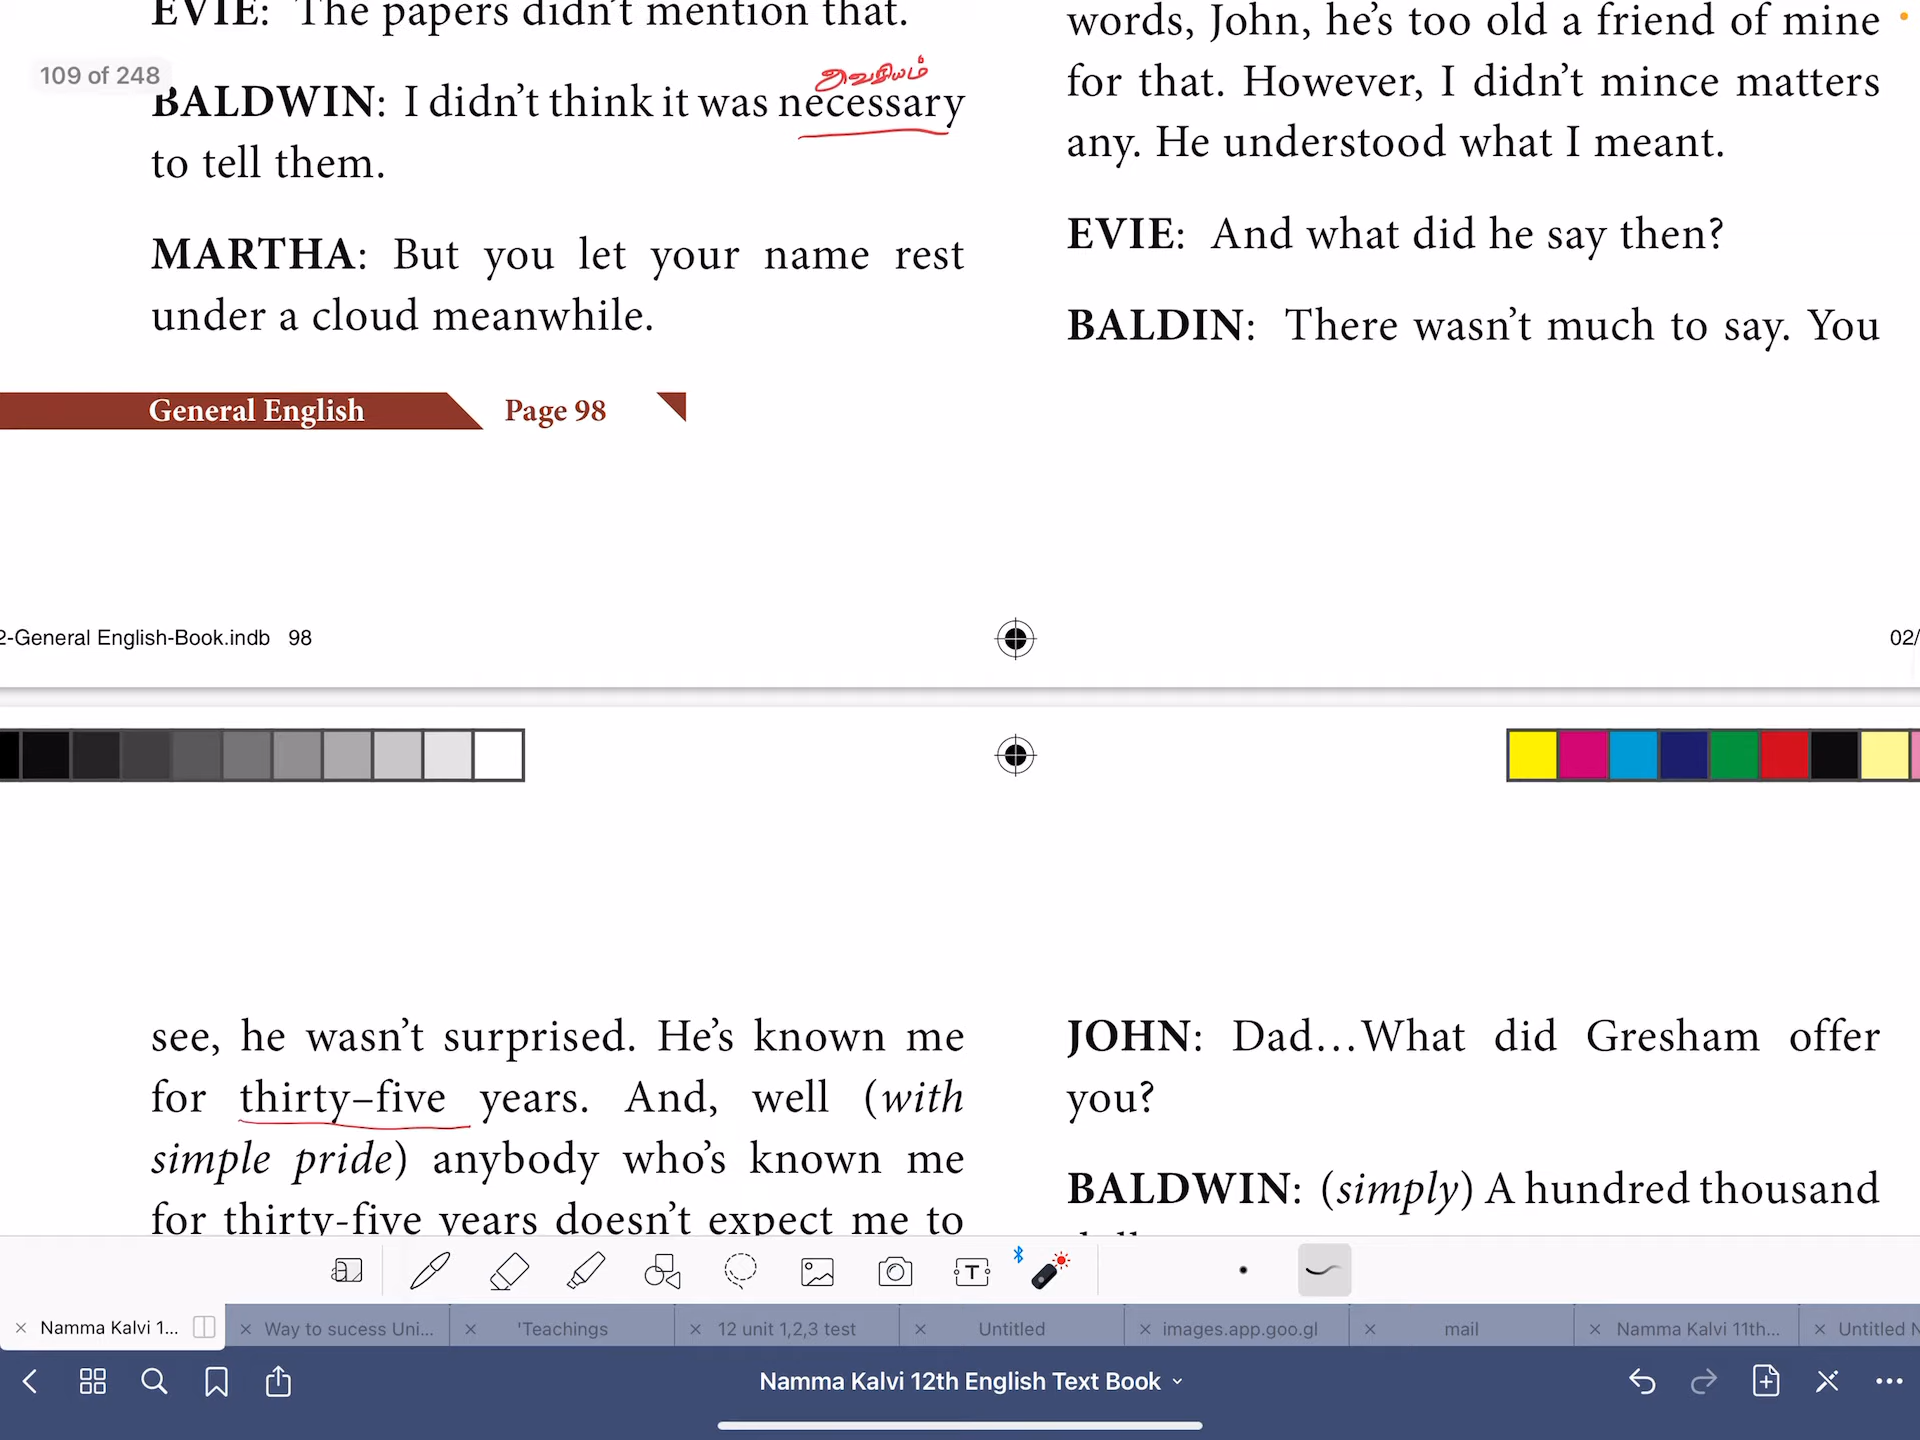 EVIE: The papers didn't mention that.
109 of 248
அவசியம்
BALDWIN: I didn't think it was necessary
to tell them.
MARTHA: But you let your name rest
under a cloud meanwhile.
words, John, he's too old a friend of mine
for that. However, I didn't mince matters
any. He understood what I meant.
EVIE: And what did he say then?
BALDIN: There wasn't much to say. You
General English Page 98
2-General English-Book.indb 98
02/
see, he wasn't surprised. He's known me
for thirty–five years. And, well (with
simple pride) anybody who's known me
for thirty-five years doesn't expect me to
JOHN: Dad…What did Gresham offer
you?
BALDWIN: (simply) A hundred thousand
Namma Kalvi 1...
Way to sucess Uni...
'Teachings
12 unit 1,2,3 test
Untitled
images.app.goo.gl
mail
Namma Kalvi 11th...
Untitled N
Namma Kalvi 12th English Text Book